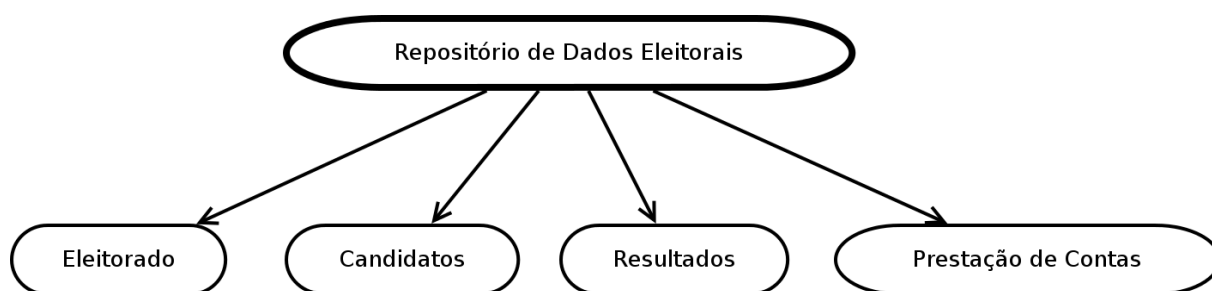 Repositório de Dados Eleitorais
Eleitorado
Candidatos
Resultados
Prestação de Contas